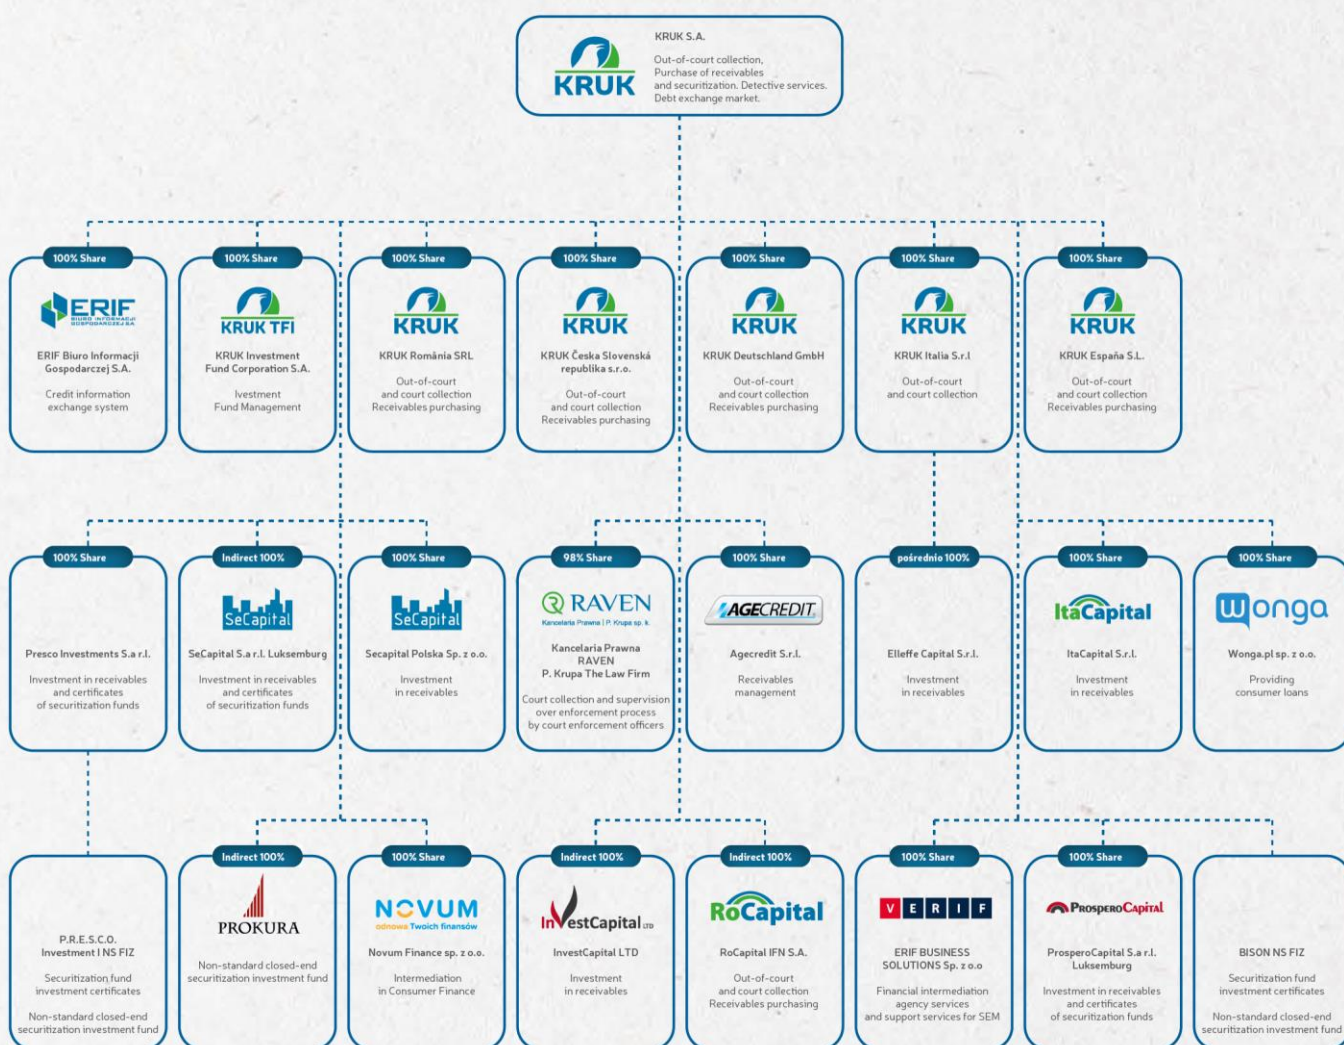 KRUK
KRUK S.A.
Out-of-court collection,
Purchase of receivables
and securitization. Detective services.
Debt exchange market.
100% Share
ERIF
BIURO INFORMACJI
GOSPODARCZEJ SA
ERIF Biuro Informacji
Gospodarczej S.A.
Credit information
exchange system
100% Share
KRUK TFI
KRUK Investment
Fund Corporation S.A.
Ivestment
Fund Management
100% Share
KRUK
KRUK România SRL
Out-of-court
and court collection
Receivables purchasing
100% Share
KRUK
KRUK Česka Slovenská
republika s.r.o.
Out-of-court
and court collection
Receivables purchasing
100% Share
KRUK
KRUK Deutschland GmbH
Out-of-court
and court collection
Receivables purchasing
100% Share
KRUK
KRUK Italia S.r.l
Out-of-court
and court collection
100% Share
KRUK
KRUK España S.L.
Out-of-court
and court collection
Receivables purchasing
100% Share
Presco Investments S.a r.l.
Investment in receivables
and certificates
of securitization funds
Indirect 100%
SeCapital
SeCapital S.a r.l. Luksemburg
Investment in receivables
and certificates
of securitization funds
100% Share
SeCapital
Secapital Polska Sp. z o.o.
Investment
in receivables
98% Share
RAVEN
Kancelaria Prawna | P. Krupa sp. k.
Kancelaria Prawna
RAVEN
P. Krupa The Law Firm
Court collection and supervision
over enforcement process
by court enforcement officers
100% Share
AGECREDIT
Agecredit S.r.l.
Receivables
management
pośrednio 100%
Elleffe Capital S.r.l.
Investment
in receivables
100% Share
ItaCapital
ItaCapital S.r.l.
Investment
in receivables
100% Share
wonga
Wonga.pl sp. z o.o.
Providing
consumer loans
P.R.E.S.C.O.
Investment I NS FIZ
Securitization fund
investment certificates
Non-standard closed-end
securitization investment fund
Indirect 100%
PROKURA
Non-standard closed-end
securitization investment fund
100% Share
NOVUM
odnowa Twoich finansów
Novum Finance sp. z o.o.
Intermediation
in Consumer Finance
Indirect 100%
InVestCapital LTD
InvestCapital LTD
Investment
in receivables
Indirect 100%
RoCapital
RoCapital IFN S.A.
Out-of-court
and court collection
Receivables purchasing
100% Share
VERIF
ERIF BUSINESS
SOLUTIONS Sp. z o.o
Financial intermediation
agency services
and support services for SEM
100% Share
PROSPEROCAPITAL
ProsperoCapital S.a r.l.
Luksemburg
Investment in receivables
and certificates
of securitization funds
BISON NS FIZ
Securitization fund
investment certificates
Non-standard closed-end
securitization investment fund